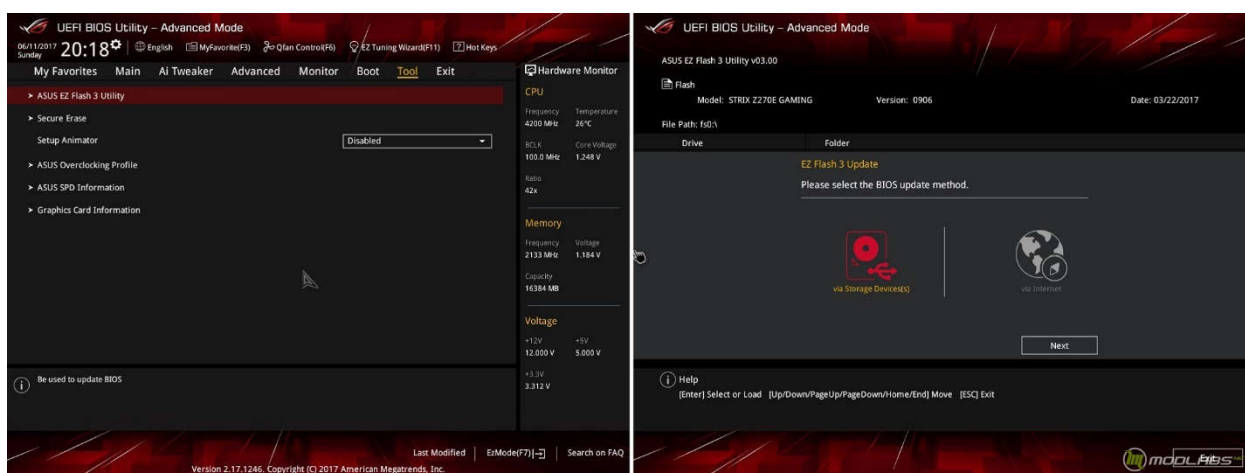 UEFI BIOS Utility – Advanced Mode
06/11/2017 Sunday 20:18 English MyFavorite(F3) Qfan Control(F6) EZ Tuning Wizard(F11) Hot Keys
My Favorites Main Ai Tweaker Advanced Monitor Boot Tool Exit
> ASUS EZ Flash 3 Utility
> Secure Erase
Setup Animator Disabled
> ASUS Overclocking Profile
> ASUS SPD Information
> Graphics Card Information
Be used to update BIOS
Hardware Monitor
CPU
Frequency Temperature
4200 MHz 26°C
BCLK Core Voltage
100.0 MHz 1.248 V
Ratio
42x
Memory
Frequency Voltage
2133 MHz 1.184 V
Capacity
16384 MB
Voltage
+12V +5V
12.000 V 5.000 V
+3.3V
3.312 V
Last Modified EzMode(F7) Search on FAQ
Version 2.17.1246. Copyright (C) 2017 American Megatrends, Inc.
UEFI BIOS Utility – Advanced Mode
ASUS EZ Flash 3 Utility v03.00
Flash
Model: STRIX Z270E GAMING Version: 0906 Date: 03/22/2017
File Path: fs0:\
Drive Folder
EZ Flash 3 Update
Please select the BIOS update method.
via Storage Devices(s) via Internet
Next
Help
[Enter] Select or Load [Up/Down/PageUp/PageDown/Home/End] Move [ESC] Exit
Exit